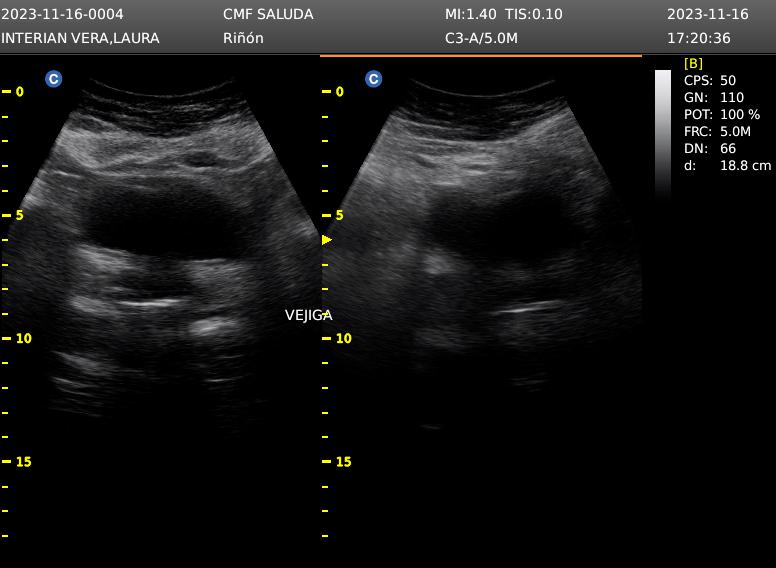 2023-11-16-0004 CMF SALUDA MI:1.40 TIS:0.10 2023-11-16
INTERIAN VERA,LAURA Riñón C3-A/5.0M 17:20:36
[B]
CPS: 50
GN: 110
POT: 100 %
FRC: 5.0M
DN: 66
d: 18.8 cm
C
0
5
10
15
C
0
5
10
15
VEJIGA